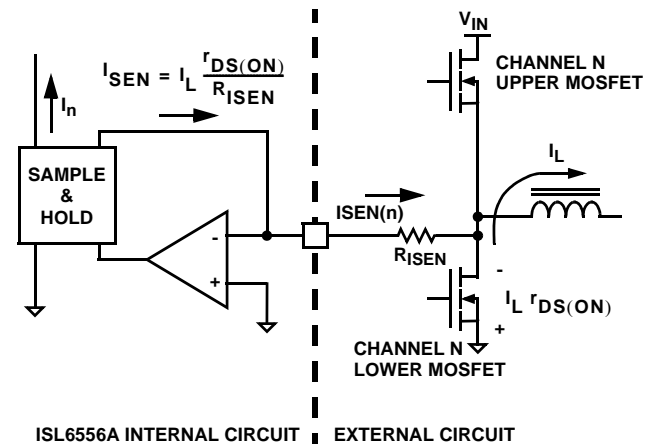 V_IN
CHANNEL N
UPPER MOSFET
I_SEN = I_L r_DS(ON) / R_ISEN
I_n
SAMPLE
&
HOLD
I_L
ISEN(n)
R_ISEN
-
+
-
I_L r_DS(ON)
+
CHANNEL N
LOWER MOSFET
ISL6556A INTERNAL CIRCUIT
EXTERNAL CIRCUIT